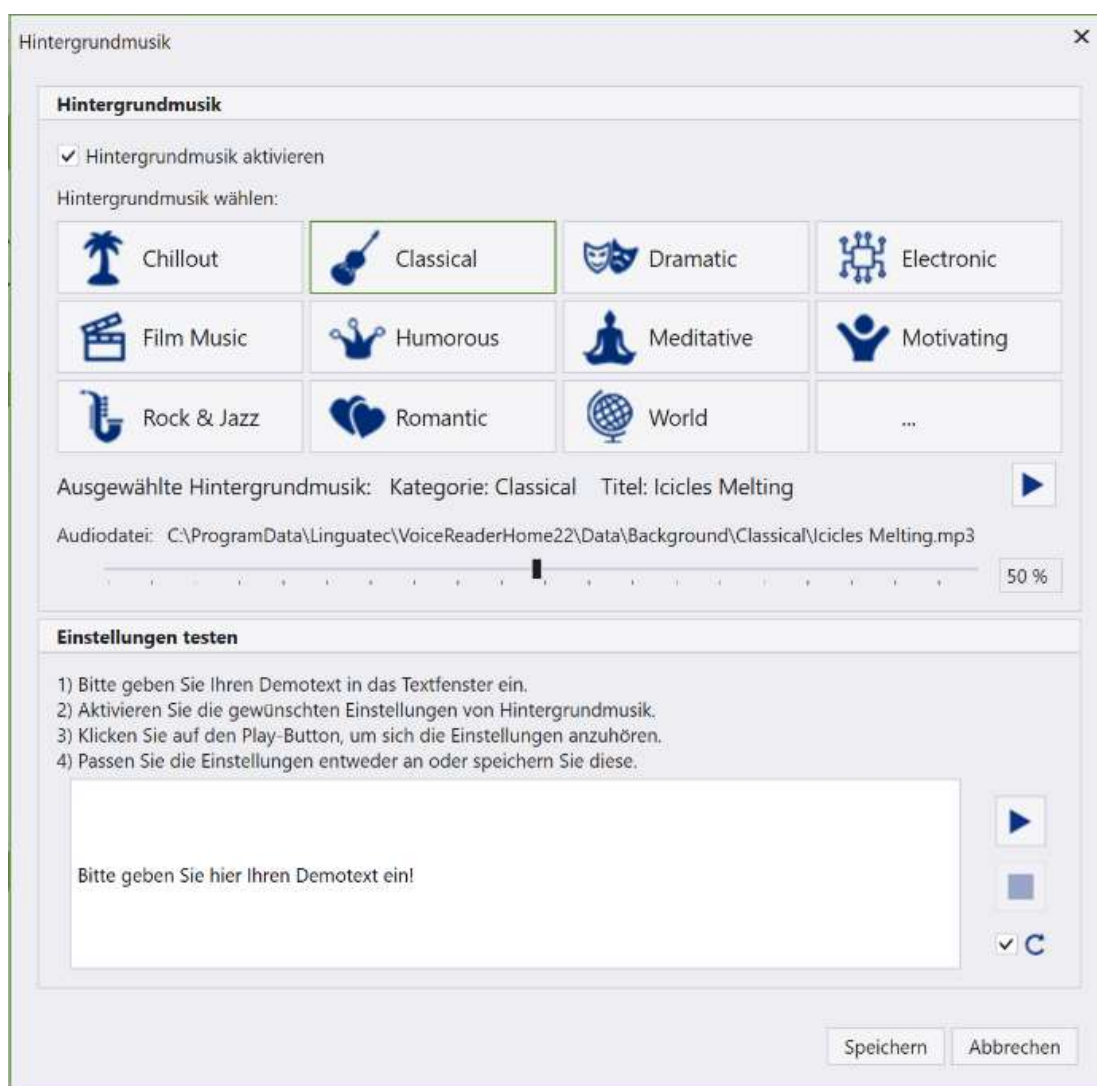 Hintergrundmusik
Hintergrundmusik
Hintergrundmusik aktivieren
Hintergrundmusik wählen:
Chillout
Classical
Dramatic
Electronic
Film Music
Humorous
Meditative
Motivating
Rock & Jazz
Romantic
World
...
Ausgewählte Hintergrundmusik: Kategorie: Classical Titel: Icicles Melting
Audiodatei: C:\ProgramData\Linguatec\VoiceReaderHome22\Data\Background\Classical\Icicles Melting.mp3
50 %
Einstellungen testen
1) Bitte geben Sie Ihren Demotext in das Textfenster ein.
2) Aktivieren Sie die gewünschten Einstellungen von Hintergrundmusik.
3) Klicken Sie auf den Play-Button, um sich die Einstellungen anzuhören.
4) Passen Sie die Einstellungen entweder an oder speichern Sie diese.
Bitte geben Sie hier Ihren Demotext ein!
Speichern
Abbrechen